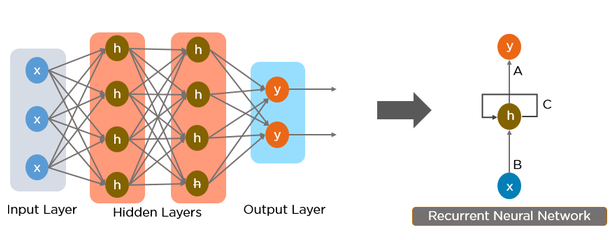 x
x
x
h
h
h
h
h
h
h
h
y
y
Input Layer
Hidden Layers
Output Layer
y
A
h
C
B
x
Recurrent Neural Network